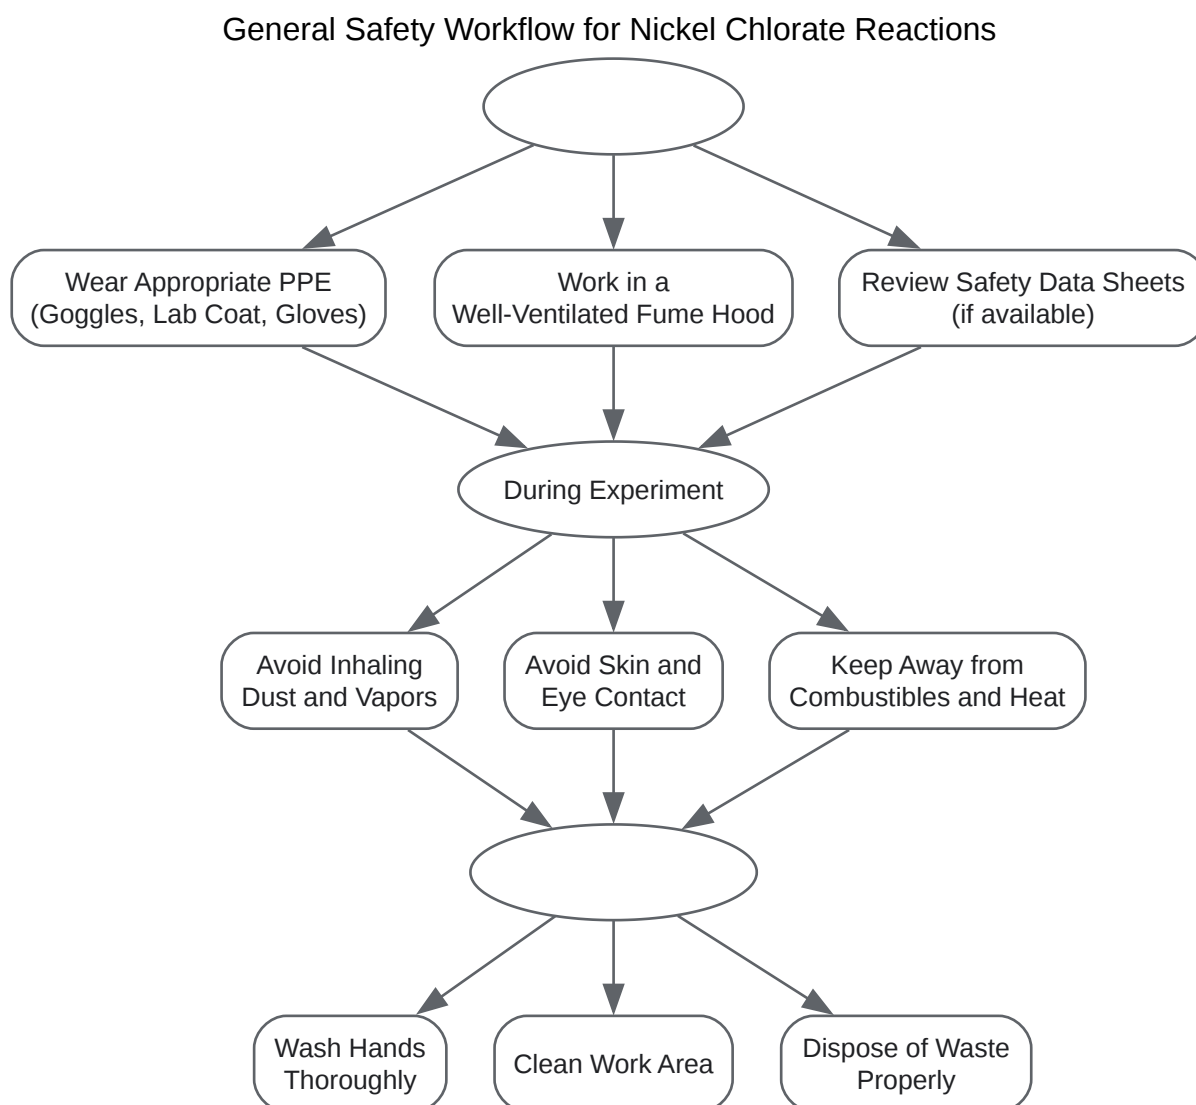 General Safety Workflow for Nickel Chlorate Reactions
Wear Appropriate PPE
(Goggles, Lab Coat, Gloves)
Work in a
Well-Ventilated Fume Hood
Review Safety Data Sheets
(if available)
During Experiment
Avoid Inhaling
Dust and Vapors
Avoid Skin and
Eye Contact
Keep Away from
Combustibles and Heat
Wash Hands
Thoroughly
Clean Work Area
Dispose of Waste
Properly